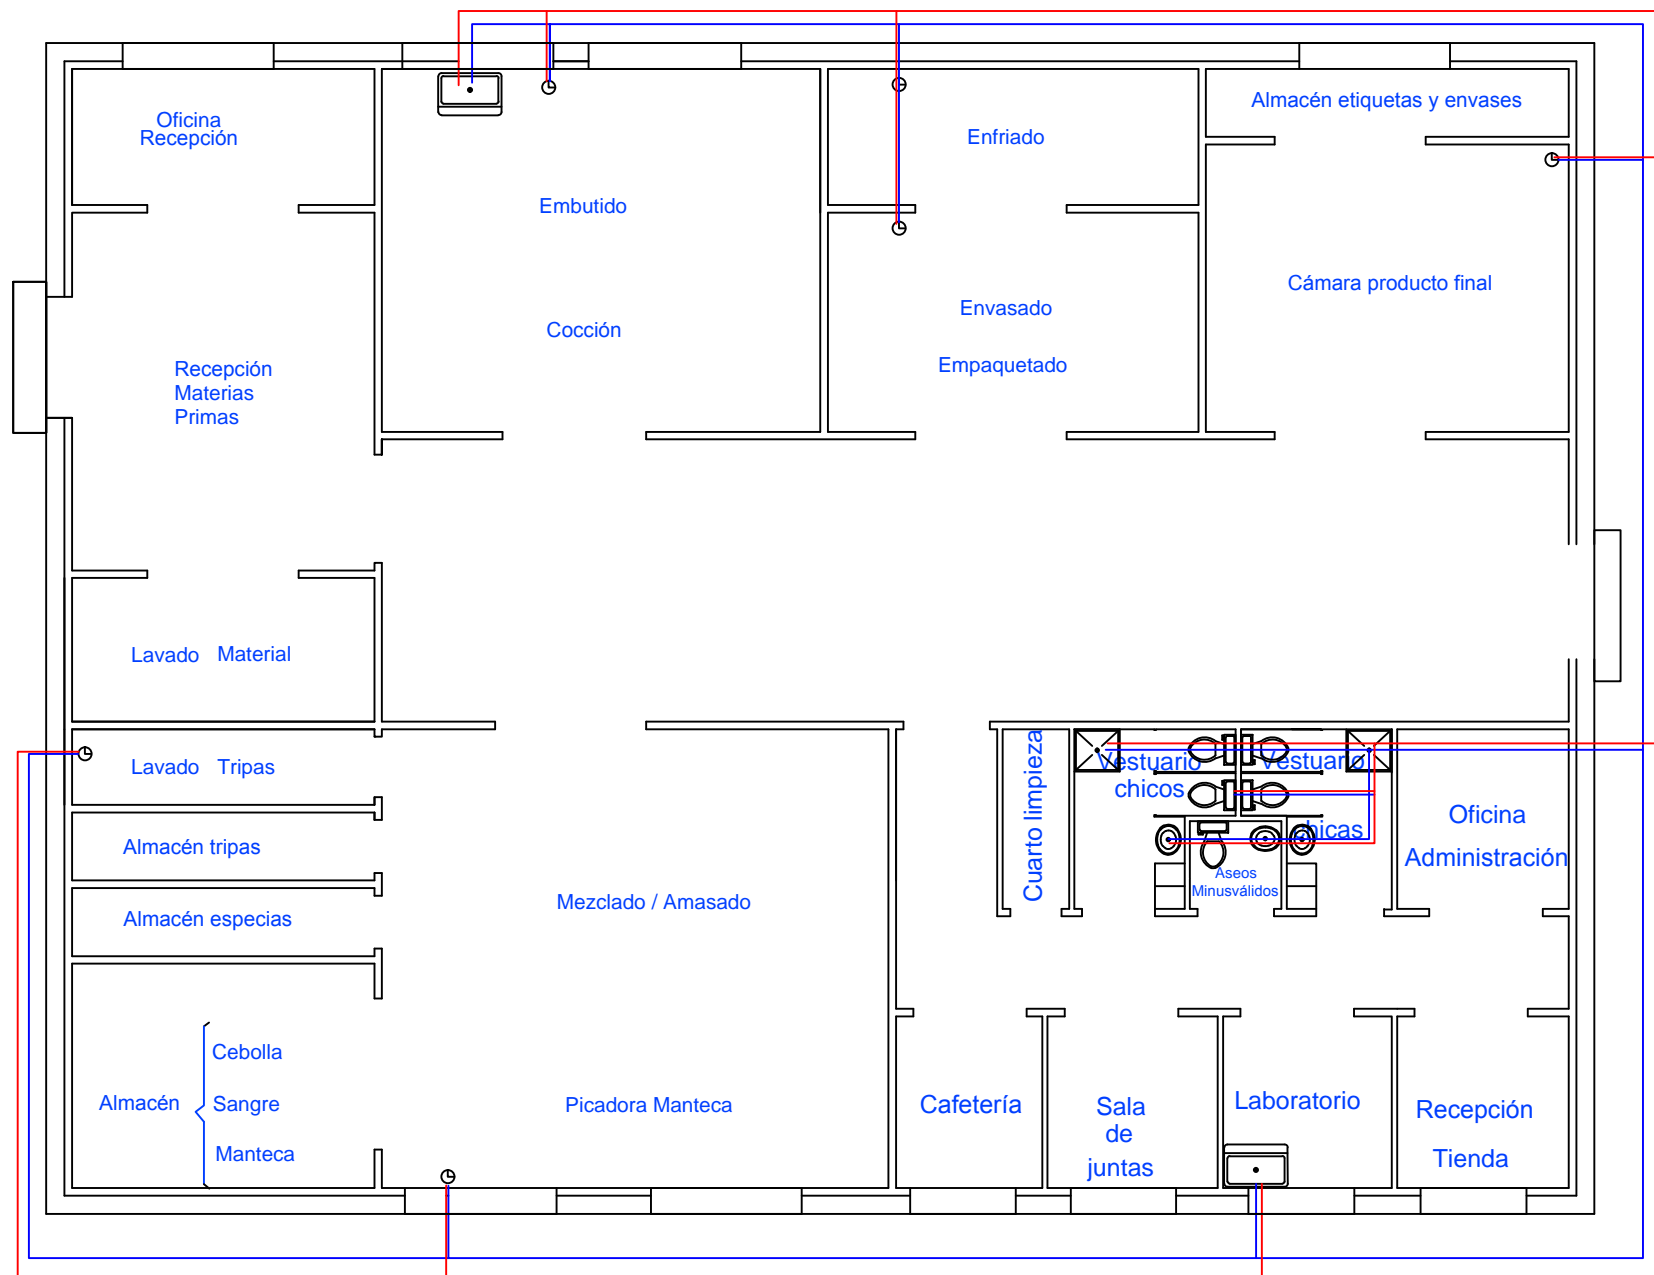 Oficina
Recepción
Embutido
Cocción
Enfriado
Almacén etiquetas y envases
Envasado
Empaquetado
Cámara producto final
Recepción
Materias
Primas
Lavado Material
Lavado Tripas
Almacén tripas
Almacén especias
Almacén
Cebolla
Sangre
Manteca
Mezclado / Amasado
Picadora Manteca
Cuarto limpieza
Vestuario
chicos
Vestuario
chicas
Aseos
Minusválidos
Oficina
Administración
Cafetería
Sala
de
juntas
Laboratorio
Recepción
Tienda